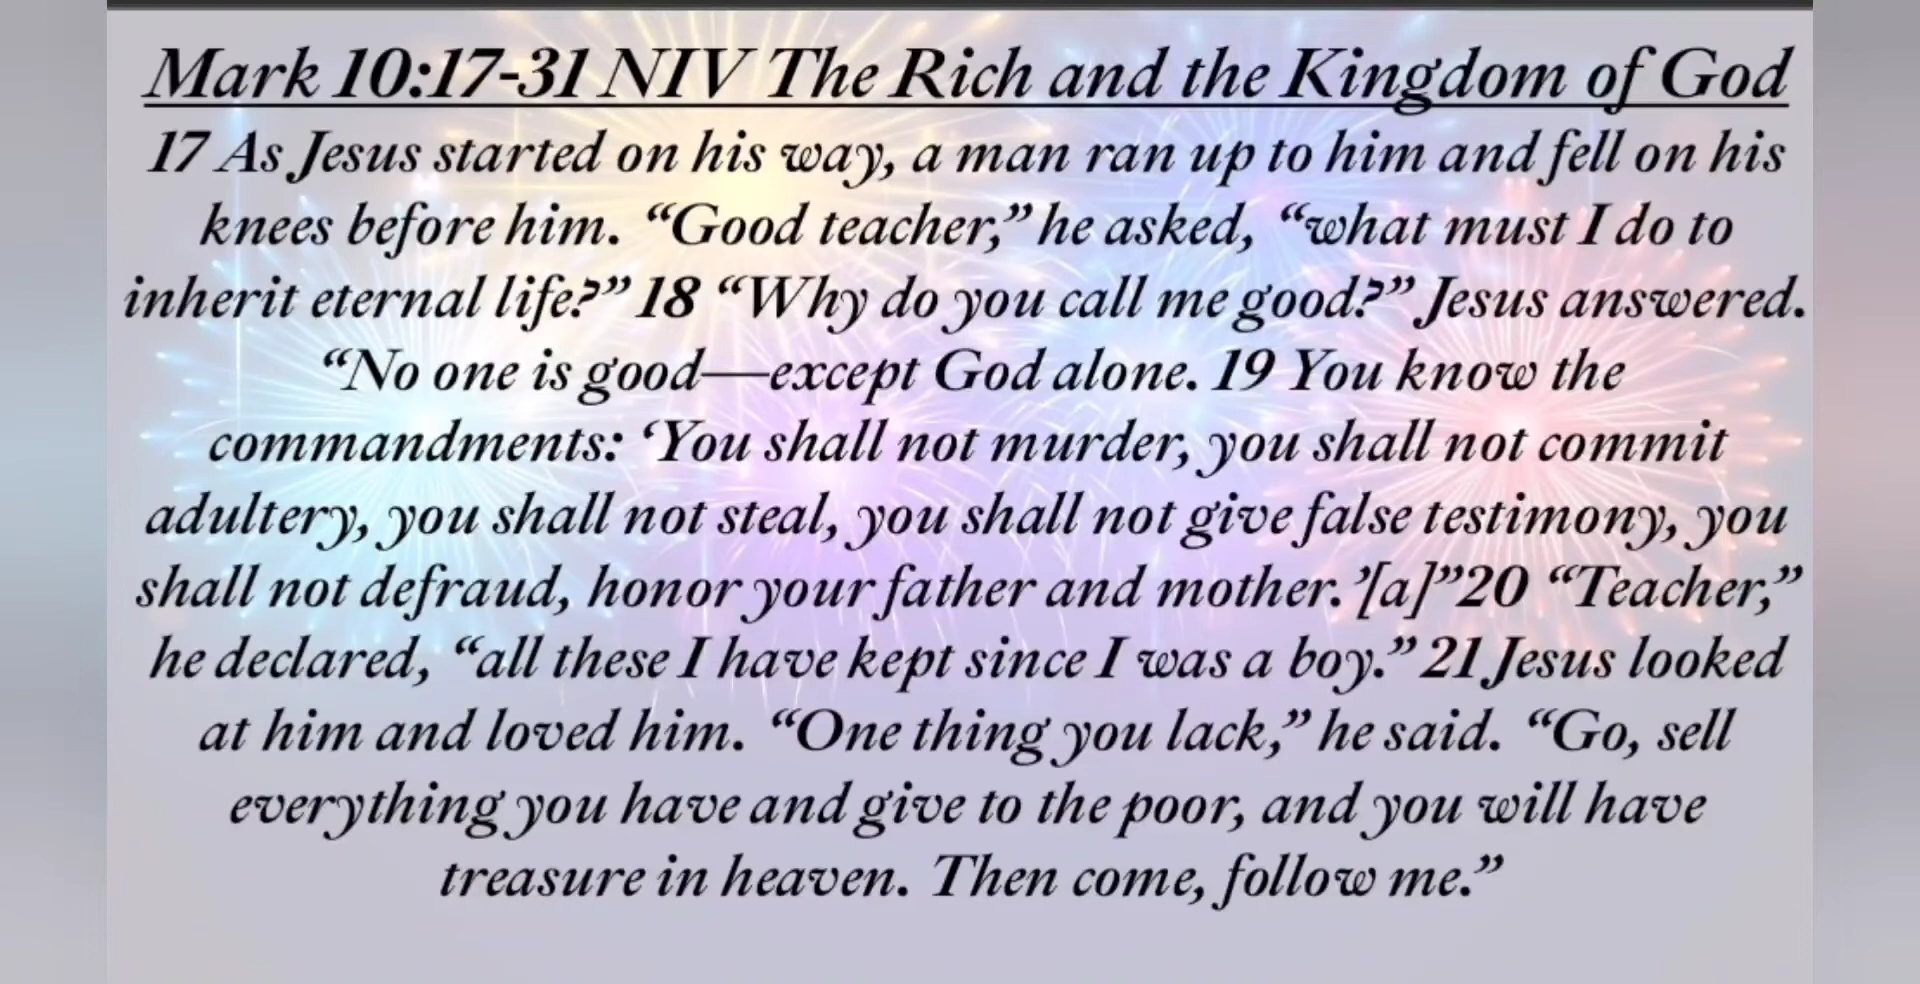 Mark 10:17-31 NIV The Rich and the Kingdom of God
17 As Jesus started on his way, a man ran up to him and fell on his
knees before him. “Good teacher,” he asked, “what must I do to
inherit eternal life?” 18 “Why do you call me good?” Jesus answered.
“No one is good—except God alone. 19 You know the
commandments: ‘You shall not murder, you shall not commit
adultery, you shall not steal, you shall not give false testimony, you
shall not defraud, honor your father and mother.’[a]”20 “Teacher,”
he declared, “all these I have kept since I was a boy.” 21 Jesus looked
at him and loved him. “One thing you lack,” he said. “Go, sell
everything you have and give to the poor, and you will have
treasure in heaven. Then come, follow me.”